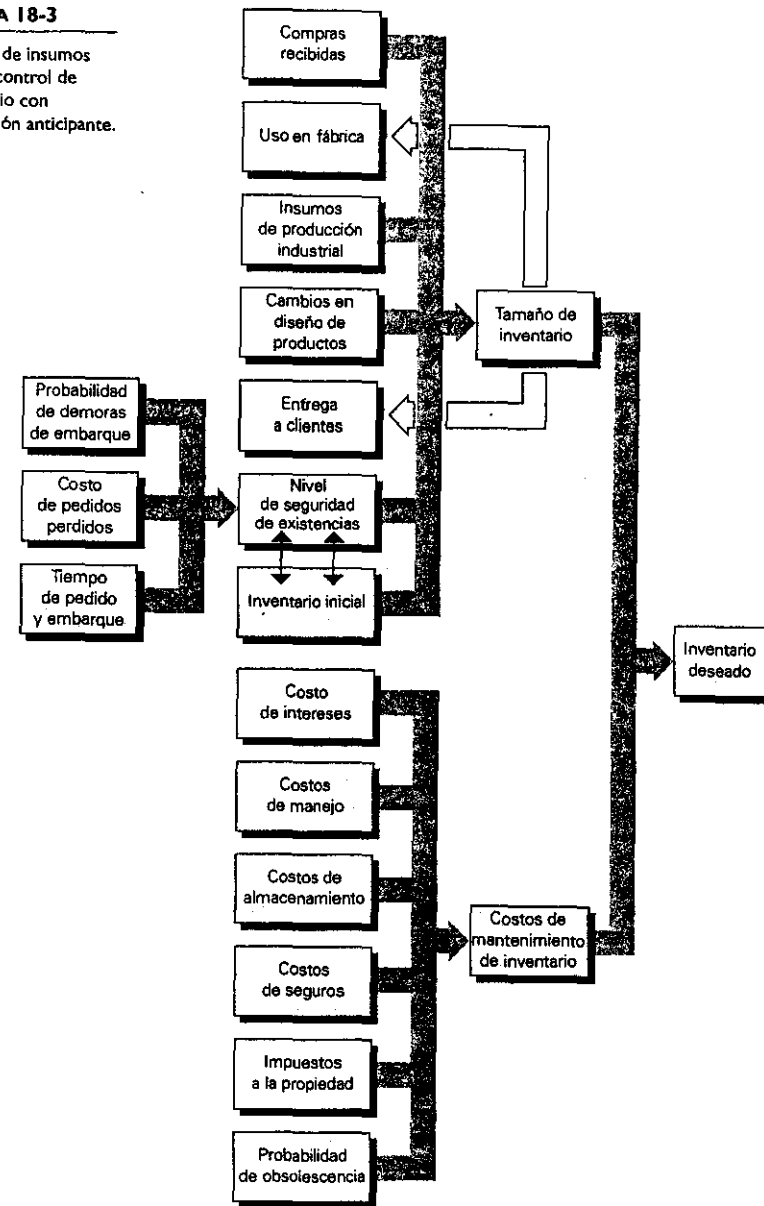 A 18-3
de insumos
control de
io con
ón anticipante.
Compras
recibidas
Uso en fábrica
Insumos
de producción
industrial
Cambios en
diseño de
productos
Tamaño de
inventario
Entrega
a clientes
Probabilidad
de demoras
de embarque
Costo
de pedidos
perdidos
Tiempo
de pedido
y embarque
Nivel
de seguridad
de existencias
Inventario inicial
Inventario
deseado
Costo
de intereses
Costos
de manejo
Costos de
almacenamiento
Costos
de seguros
Impuestos
a la propiedad
Probabilidad
de obsolescencia
Costos de
mantenimiento
de inventario